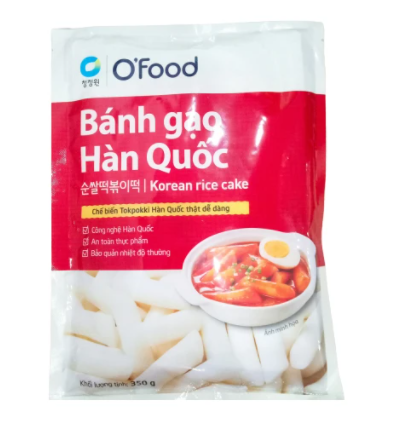 청정원
O'Food
Bánh gạo
Hàn Quốc
순쌀떡볶이떡 | Korean rice cake
Chế biến Tokpokki Hàn Quốc thật dễ dàng
Công nghệ Hàn Quốc
An toàn thực phẩm
Bảo quản nhiệt độ thường
Ảnh minh họa
Khối lượng tịnh: 350 g